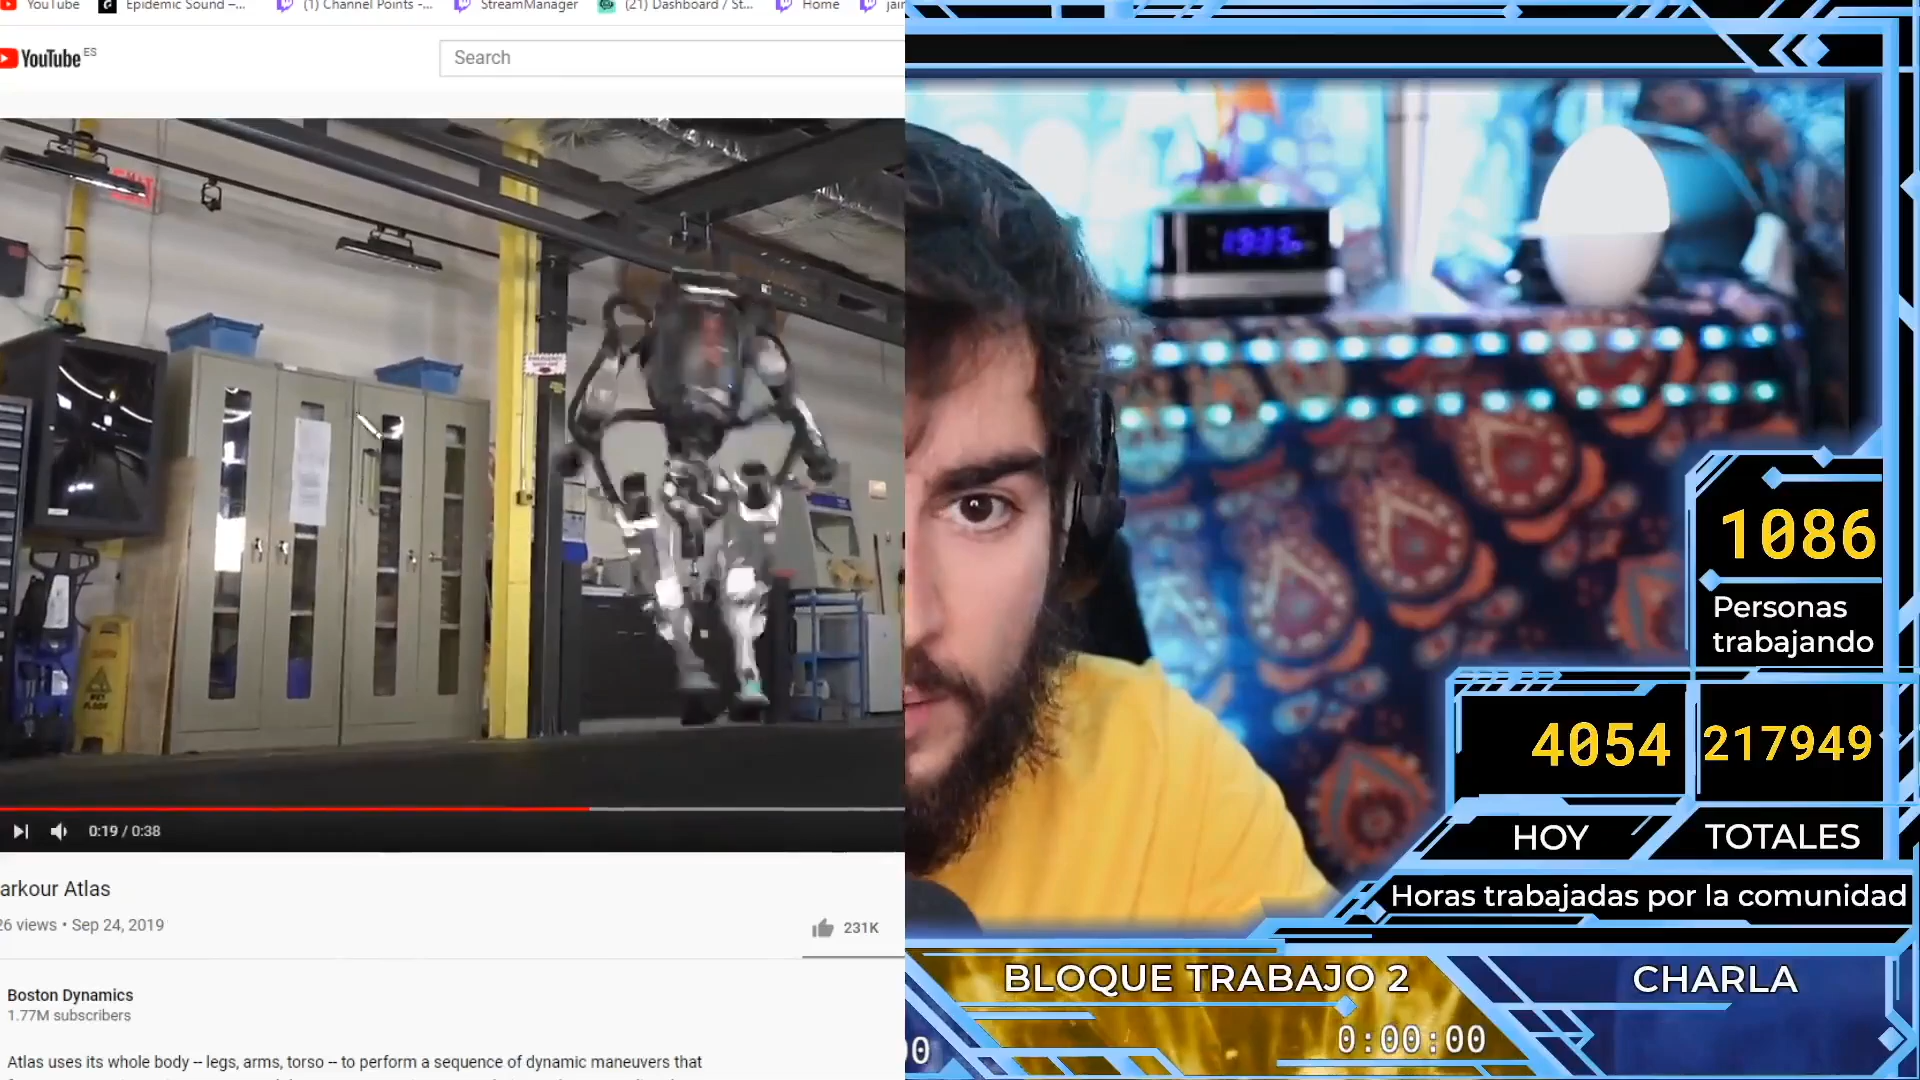 YouTube
Epidemic Sound –...
(1) Channel Points -...
StreamManager
(21) Dashboard / St...
Home
YouTube ES
Search
0:19 / 0:38
arkour Atlas
26 views • Sep 24, 2019
231K
Boston Dynamics
1.77M subscribers
Atlas uses its whole body -- legs, arms, torso -- to perform a sequence of dynamic maneuvers that
1086
Personas
trabajando
4054
217949
HOY
TOTALES
Horas trabajadas por la comunidad
BLOQUE TRABAJO 2
CHARLA
0:00:00